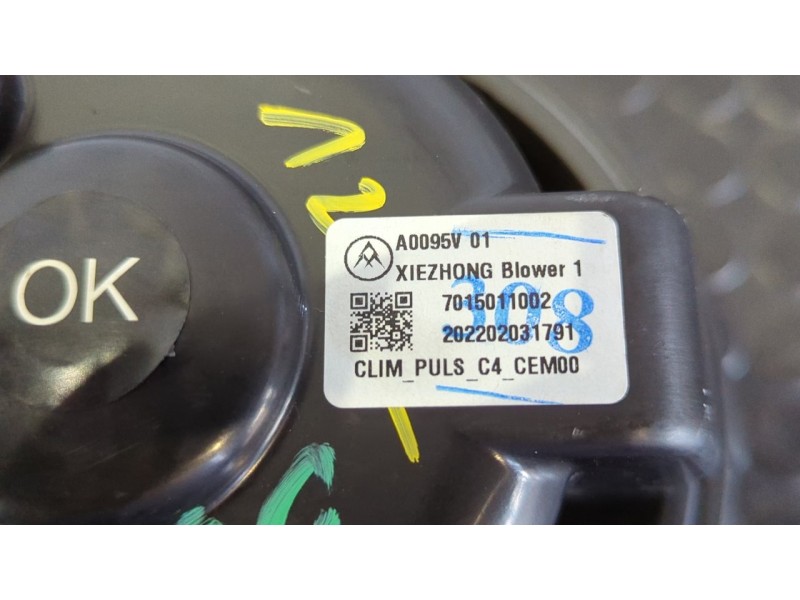 OK
A0095V 01
XIEZHONG Blower 1
7015011002
308
202202031791
CLIM_PULS_C4_CEM00